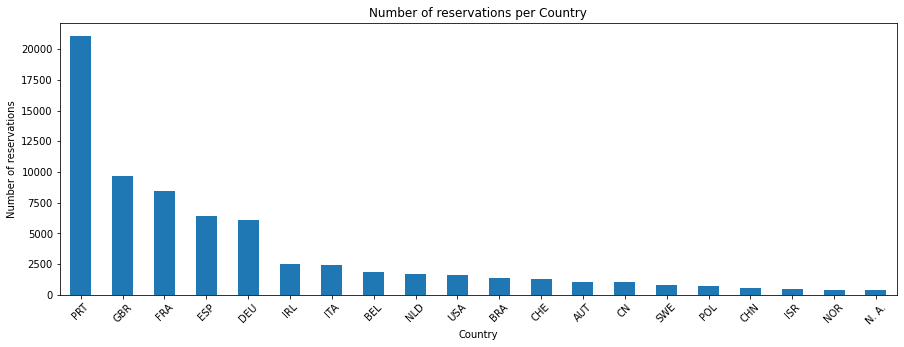 Number of reservations per Country
Number of reservations
20000
17500
15000
12500
10000
7500
5000
2500
0
PRT GBR FRA ESP DEU IRL ITA BEL NLD USA BRA CHE AUT CN SWE POL CHN ISR NOR N. A.
Country